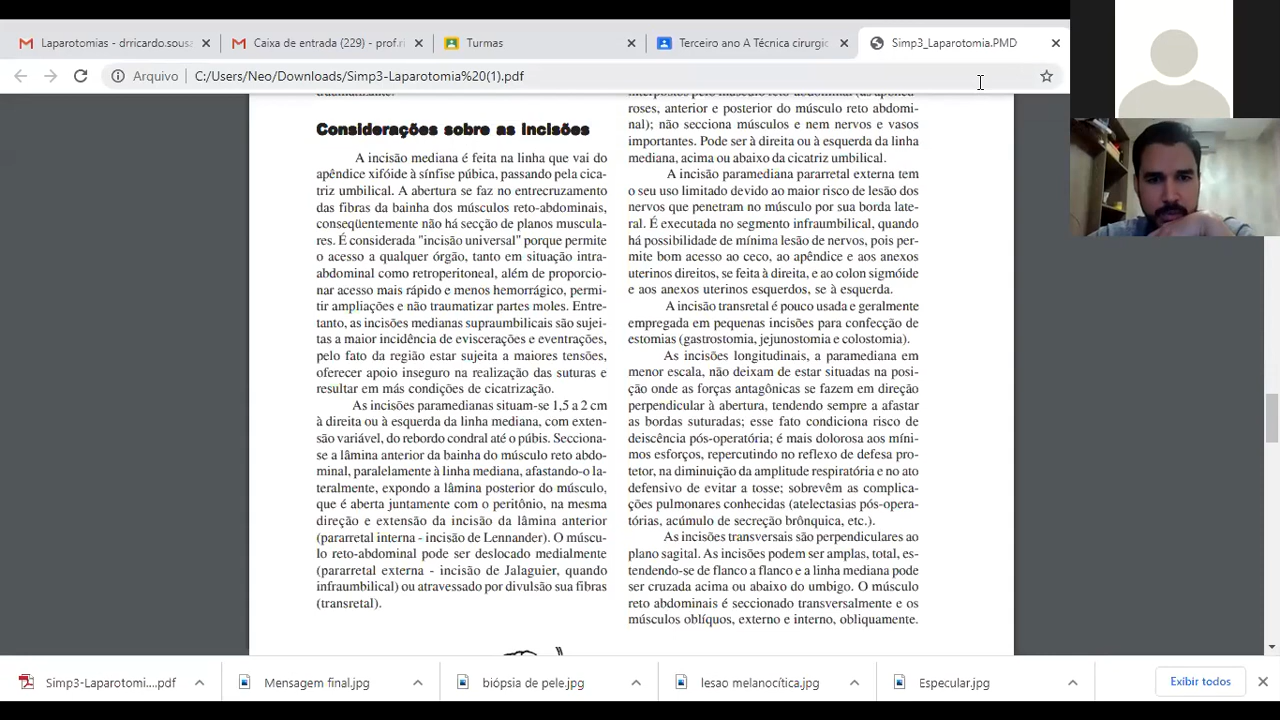 Laparotomias - drricardo.sous
Caixa de entrada (229) - prof.r
Turmas
Terceiro ano A Técnica cirurgic
Simp3_Laparotomia.PMD
Arquivo
C:/Users/Neo/Downloads/Simp3-Laparotomia%20(1).pdf
traumatizante.
Considerações sobre as incisões
A incisão mediana é feita na linha que vai do
apêndice xifóide à sínfise púbica, passando pela cica-
triz umbilical. A abertura se faz no entrecruzamento
das fibras da bainha dos músculos reto-abdominais,
conseqüentemente não há secção de planos muscula-
res. É considerada "incisão universal" porque permite
o acesso a qualquer órgão, tanto em situação intra-
abdominal como retroperitoneal, além de proporcio-
nar acesso mais rápido e menos hemorrágico, permi-
tir ampliações e não traumatizar partes moles. Entre-
tanto, as incisões medianas supraumbilicais são sujei-
tas a maior incidência de eviscerações e eventrações,
pelo fato da região estar sujeita a maiores tensões,
oferecer apoio inseguro na realização das suturas e
resultar em más condições de cicatrização.
As incisões paramedianas situam-se 1,5 a 2 cm
à direita ou à esquerda da linha mediana, com exten-
são variável, do rebordo condral até o púbis. Secciona-
se a lâmina anterior da bainha do músculo reto abdo-
minal, paralelamente à linha mediana, afastando-o la-
teralmente, expondo a lâmina posterior do músculo,
que é aberta juntamente com o peritônio, na mesma
direção e extensão da incisão da lâmina anterior
(pararretal interna - incisão de Lennander). O múscu-
lo reto-abdominal pode ser deslocado medialmente
(pararretal externa - incisão de Jalaguier, quando
infraumbilical) ou atravessado por divulsão sua fibras
(transretal).
interpostos pelo músculo reto-abdominal (as aponeu-
roses, anterior e posterior do músculo reto abdomi-
nal); não secciona músculos e nem nervos e vasos
importantes. Pode ser à direita ou à esquerda da linha
mediana, acima ou abaixo da cicatriz umbilical.
A incisão paramediana pararretal externa tem
o seu uso limitado devido ao maior risco de lesão dos
nervos que penetram no músculo por sua borda late-
ral. É executada no segmento infraumbilical, quando
há possibilidade de mínima lesão de nervos, pois per-
mite bom acesso ao ceco, ao apêndice e aos anexos
uterinos direitos, se feita à direita, e ao colon sigmóide
e aos anexos uterinos esquerdos, se à esquerda.
A incisão transretal é pouco usada e geralmente
empregada em pequenas incisões para confecção de
estomias (gastrostomia, jejunostomia e colostomia).
As incisões longitudinais, a paramediana em
menor escala, não deixam de estar situadas na posi-
ção onde as forças antagônicas se fazem em direção
perpendicular à abertura, tendendo sempre a afastar
as bordas suturadas; esse fato condiciona risco de
deiscência pós-operatória; é mais dolorosa aos míni-
mos esforços, repercutindo no reflexo de defesa pro-
tetor, na diminuição da amplitude respiratória e no ato
defensivo de evitar a tosse; sobrevêm as complica-
ções pulmonares conhecidas (atelectasias pós-opera-
tórias, acúmulo de secreção brônquica, etc.).
As incisões transversais são perpendiculares ao
plano sagital. As incisões podem ser amplas, total, es-
tendendo-se de flanco a flanco e a linha mediana pode
ser cruzada acima ou abaixo do umbigo. O músculo
reto abdominais é seccionado transversalmente e os
músculos oblíquos, externo e interno, obliquamente.
Simp3-Laparotomi....pdf
Mensagem final.jpg
biópsia de pele.jpg
lesao melanocítica.jpg
Especular.jpg
Exibir todos